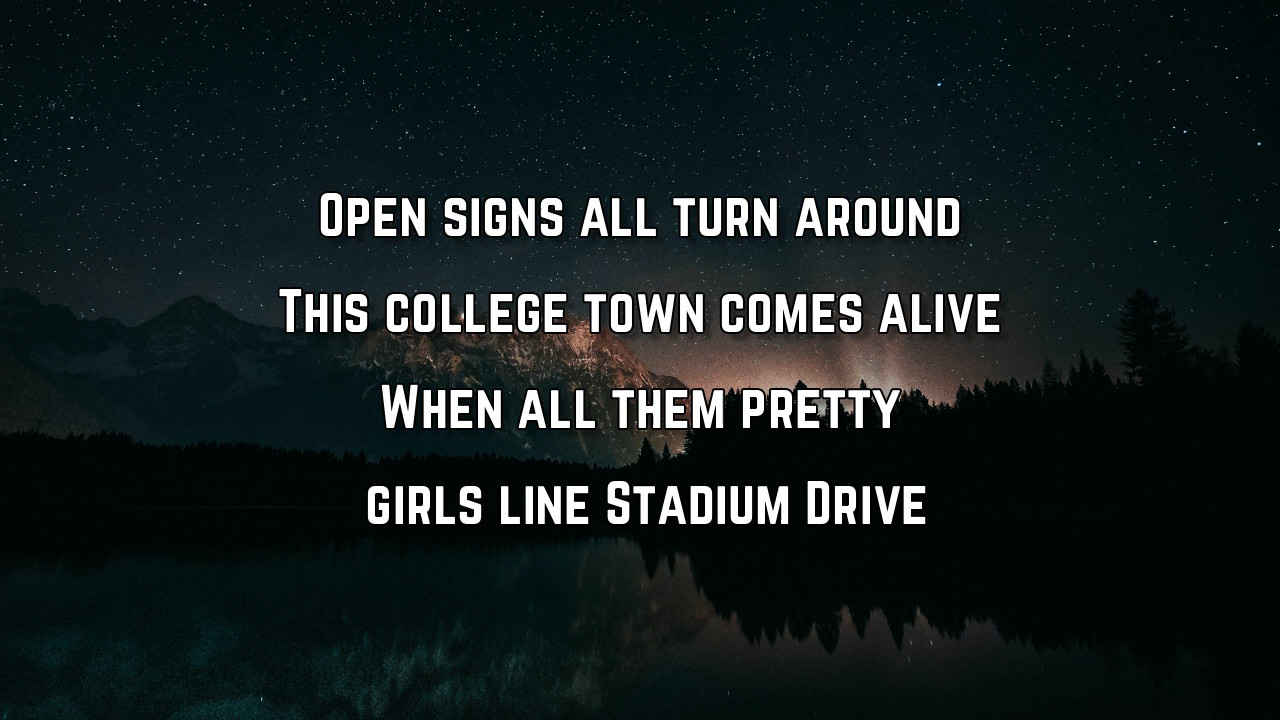 Open signs all turn around
This college town comes alive
When all them pretty
girls line Stadium Drive